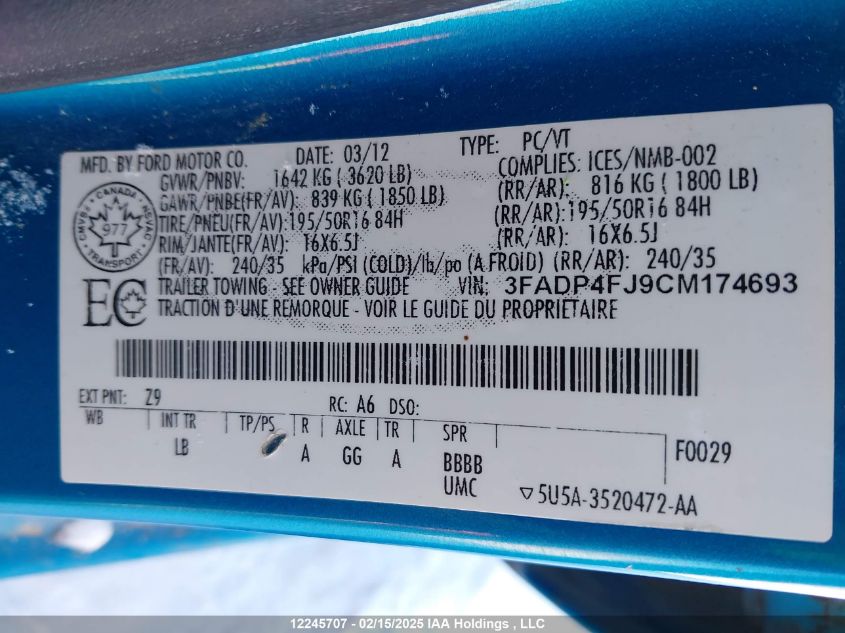 MFD. BY FORD MOTOR CO. DATE: 03/12 TYPE: PC/VT
GVWR/PNBV: 1642 KG ( 3620 LB) COMPLIES: ICES/NMB-002
GAWR/PNBE(FR/AV): 839 KG ( 1850 LB) (RR/AR): 816 KG ( 1800 LB)
TIRE/PNEU(FR/AV):195/50R16 84H (RR/AR):195/50R16 84H
RIM/JANTE(FR/AV): 16X6.5J (RR/AR): 16X6.5J
(FR/AV): 240/35 kPa/PSI (COLD)/lb/po (A FROID) (RR/AR): 240/35
TRAILER TOWING - SEE OWNER GUIDE VIN: 3FADP4FJ9CM174693
TRACTION D'UNE REMORQUE - VOIR LE GUIDE DU PROPRIETAIRE
CANADA
CMVSS NSVAC
977
TRANSPORT
EC
EXT PNT: Z9 RC: A6 DSO:
WB INT TR TP/PS R AXLE TR SPR F0029
LB A GG A BBBB
UMC 5U5A-3520472-AA
12245707 - 02/15/2025 IAA Holdings , LLC